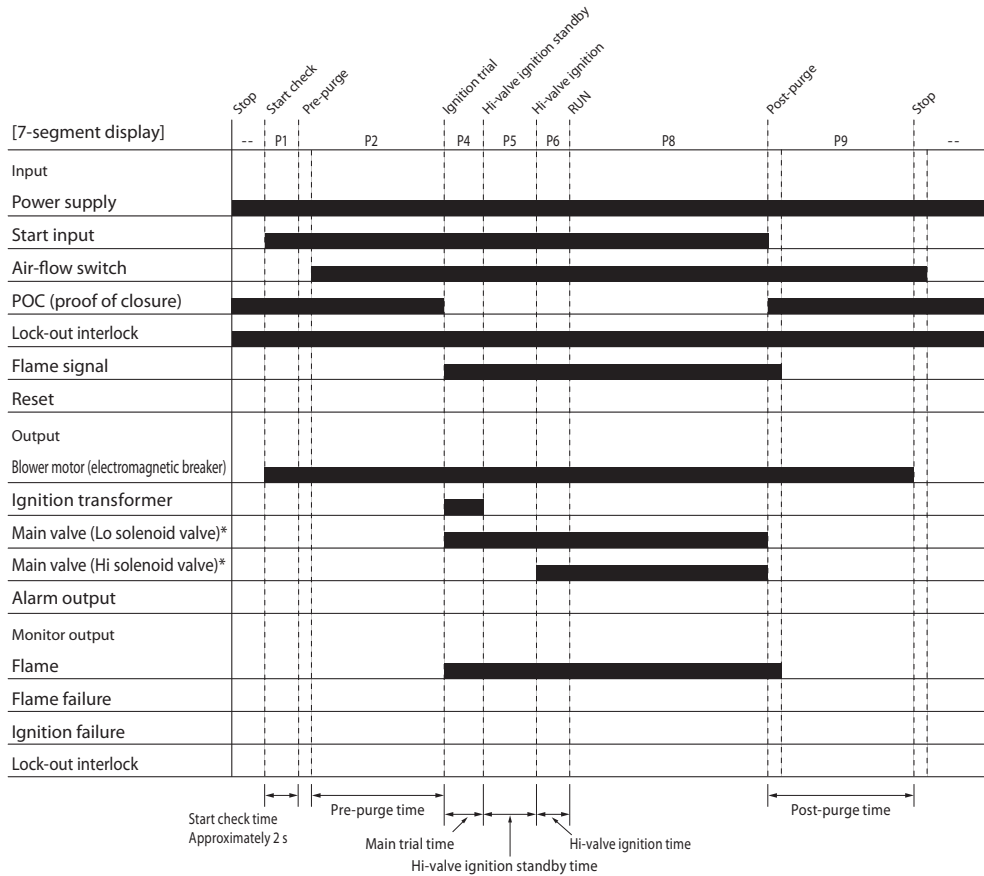 Stop
Start check
Pre-purge
Ignition trial
Hi-valve ignition standby
Hi-valve ignition
RUN
Post-purge
Stop
[7-segment display] -- P1 P2 P4 P5 P6 P8 P9 --
Input
Power supply
Start input
Air-flow switch
POC (proof of closure)
Lock-out interlock
Flame signal
Reset
Output
Blower motor (electromagnetic breaker)
Ignition transformer
Main valve (Lo solenoid valve)*
Main valve (Hi solenoid valve)*
Alarm output
Monitor output
Flame
Flame failure
Ignition failure
Lock-out interlock
Start check time
Approximately 2 s
Pre-purge time
Main trial time
Hi-valve ignition standby time
Hi-valve ignition time
Post-purge time